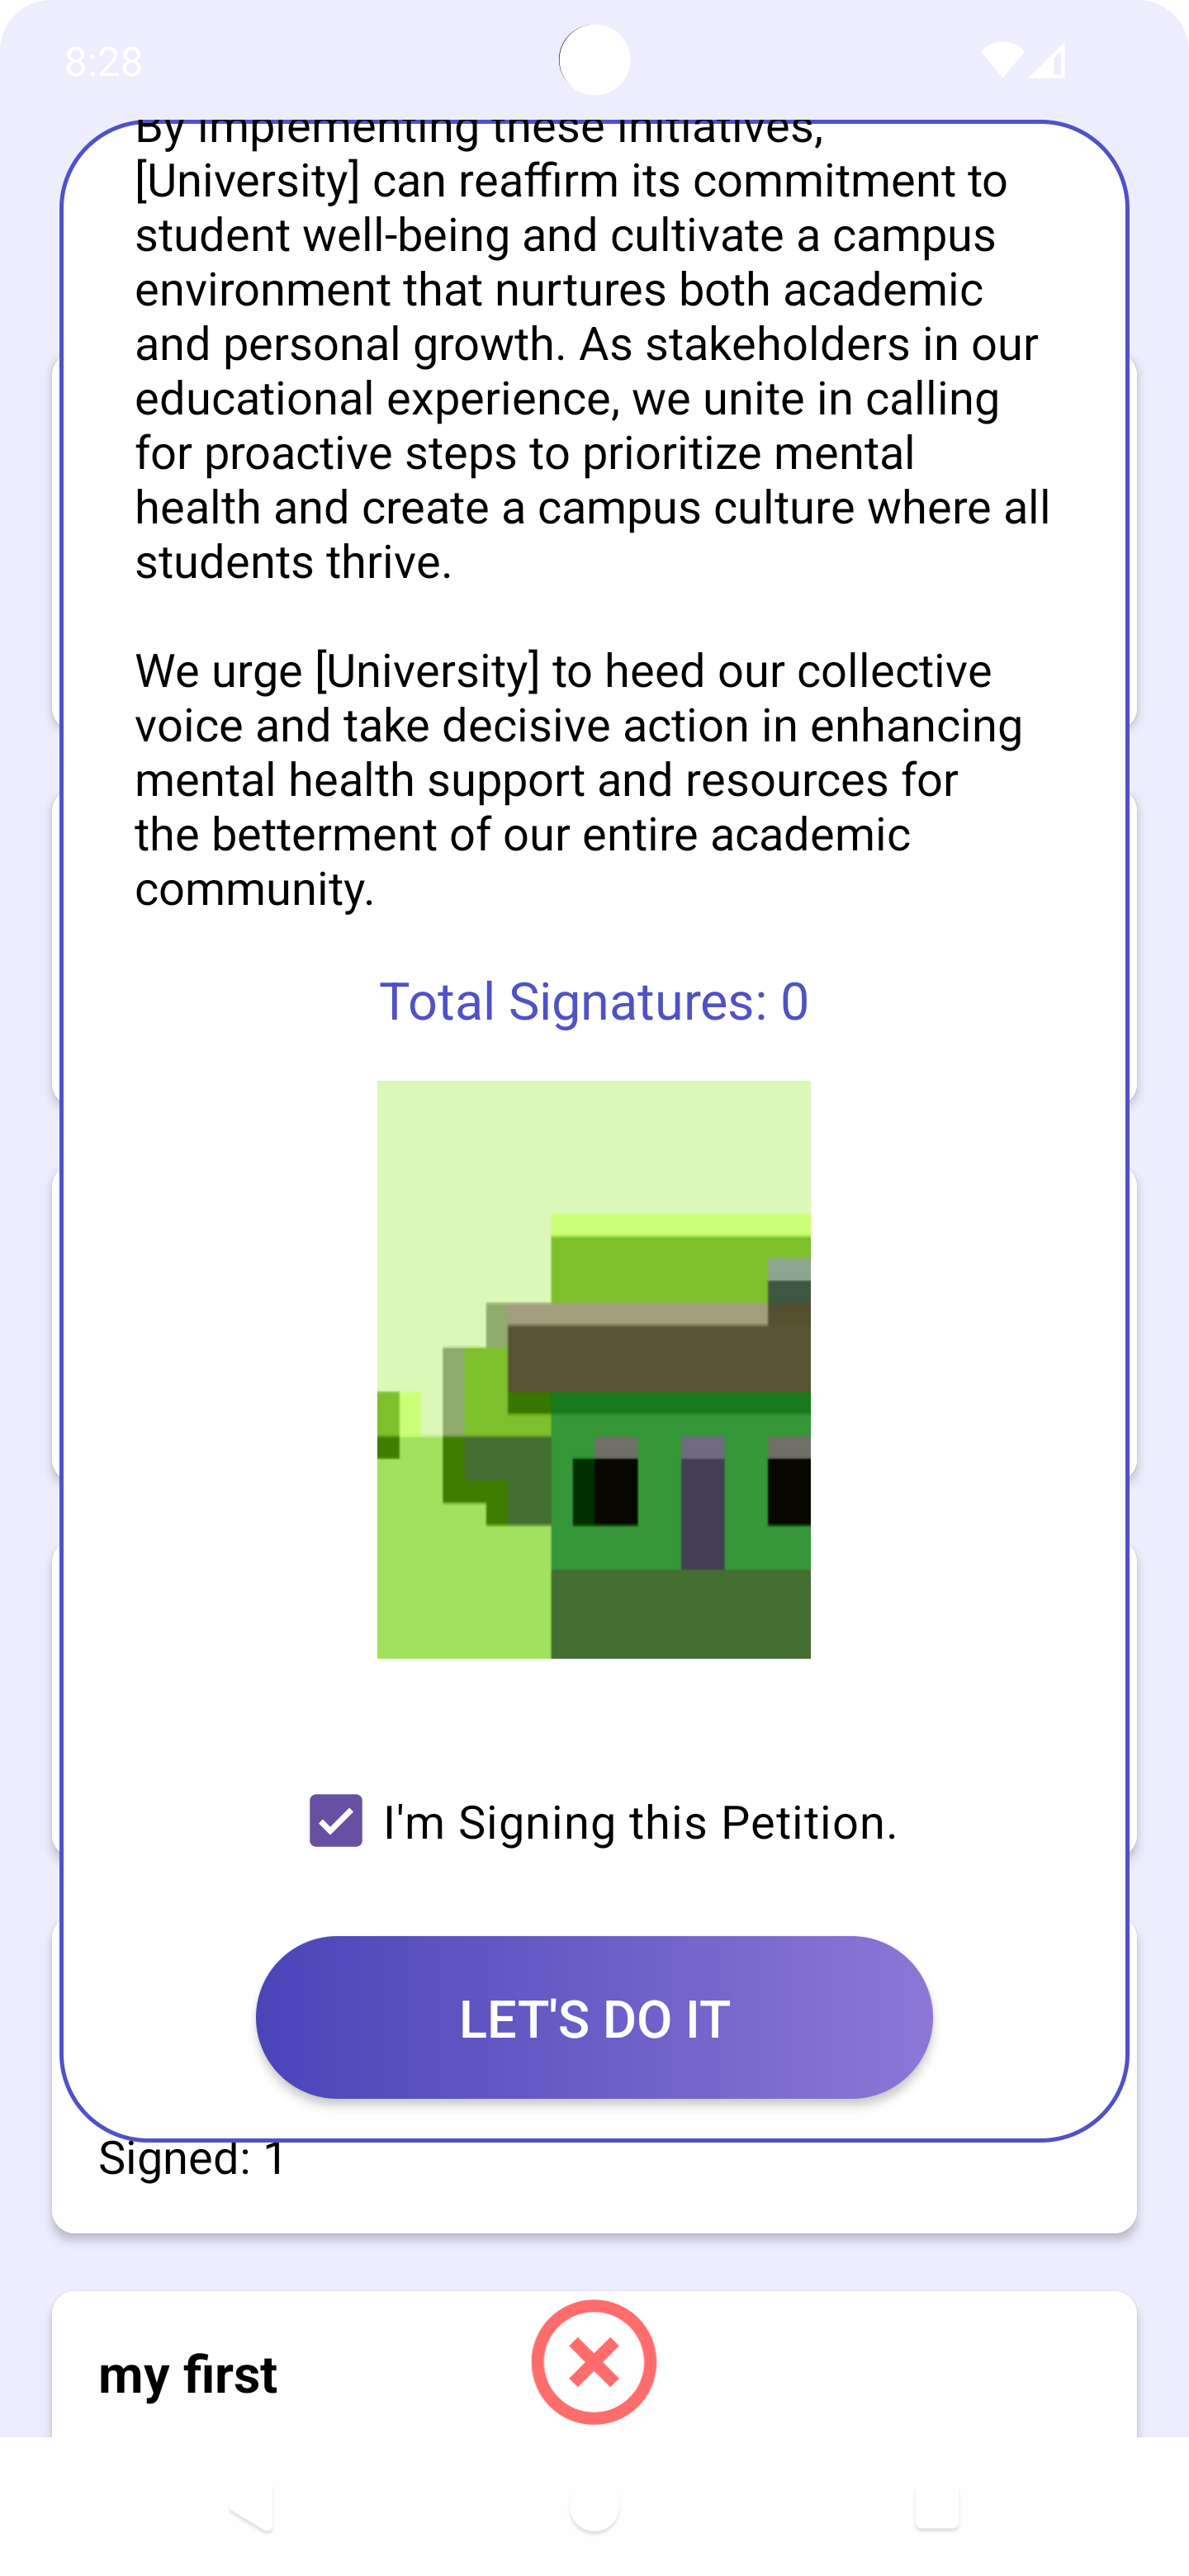 8:28
By implementing these initiatives,
[University] can reaffirm its commitment to
student well-being and cultivate a campus
environment that nurtures both academic
and personal growth. As stakeholders in our
educational experience, we unite in calling
for proactive steps to prioritize mental
health and create a campus culture where all
students thrive.
We urge [University] to heed our collective
voice and take decisive action in enhancing
mental health support and resources for
the betterment of our entire academic
community.
Total Signatures: 0
I'm Signing this Petition.
LET'S DO IT
Signed: 1
my first